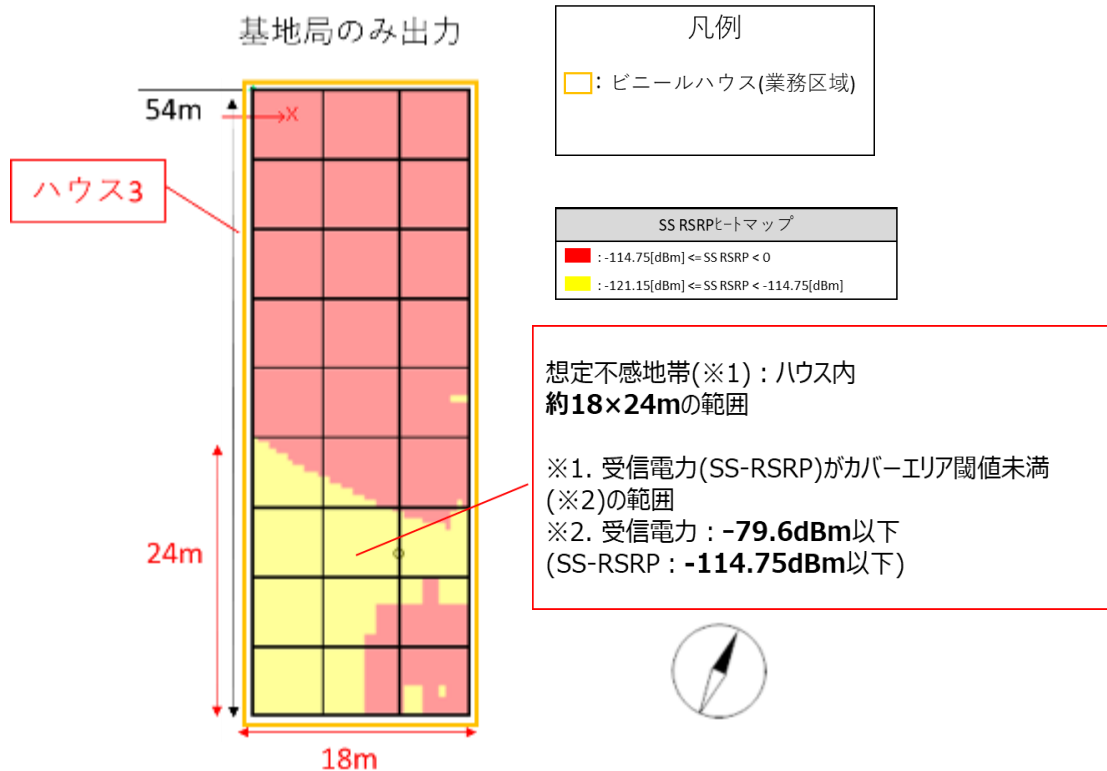 基地局のみ出力
凡例
: ビニールハウス(業務区域)
54m
x
ハウス3
SS RSRPヒートマップ
: -114.75[dBm] <= SS RSRP < 0
: -121.15[dBm] <= SS RSRP < -114.75[dBm]
想定不感地帯(※1) : ハウス内
約18×24mの範囲
※1. 受信電力(SS-RSRP)がカバーエリア閾値未満
(※2)の範囲
※2. 受信電力 : -79.6dBm以下
(SS-RSRP : -114.75dBm以下)
24m
18m